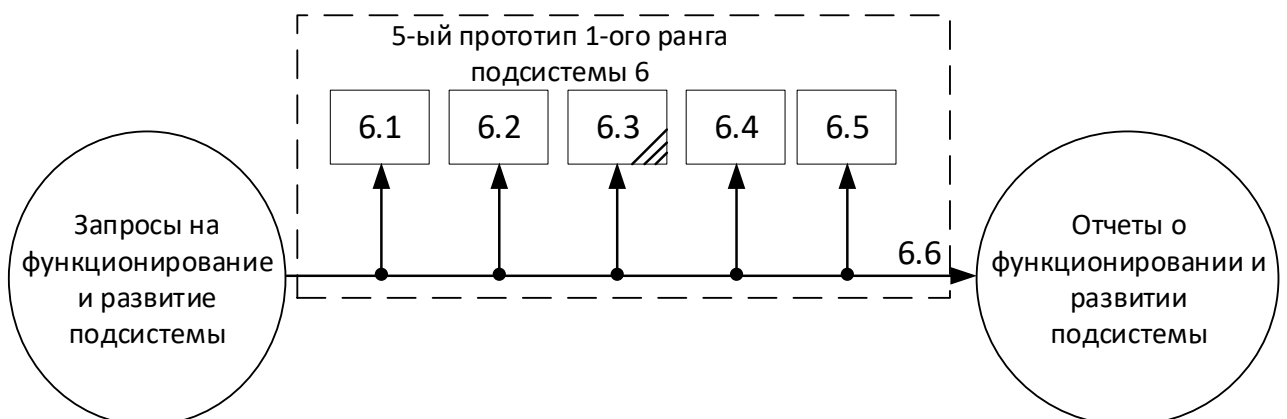 5-ый прототип 1-ого ранга
подсистемы 6
6.1 6.2 6.3 6.4 6.5
Запросы на
функционирование
и развитие
подсистемы
6.6
Отчеты о
функционировании и
развитии
подсистемы